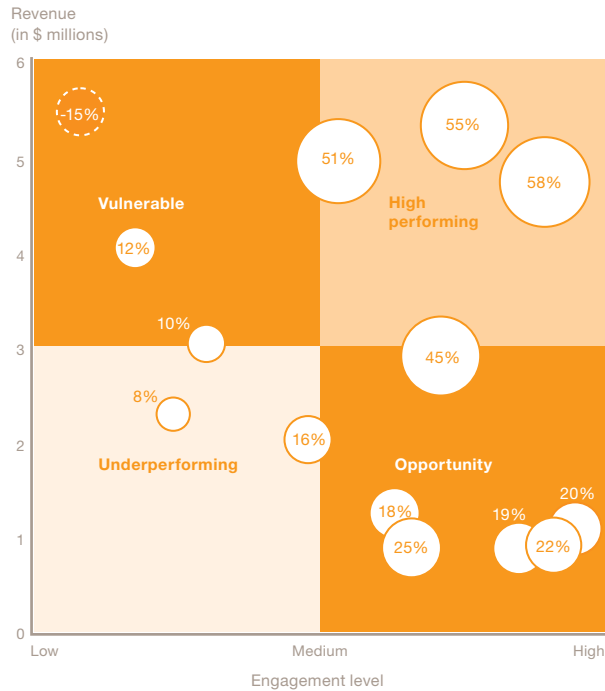 Revenue
(in $ millions)
6
-15%
55%
5
51%
58%
Vulnerable
High
performing
4
12%
10%
3
45%
8%
2
16%
Underperforming
Opportunity
20%
18%
19%
1
25%
22%
0
Low
Medium
High
Engagement level